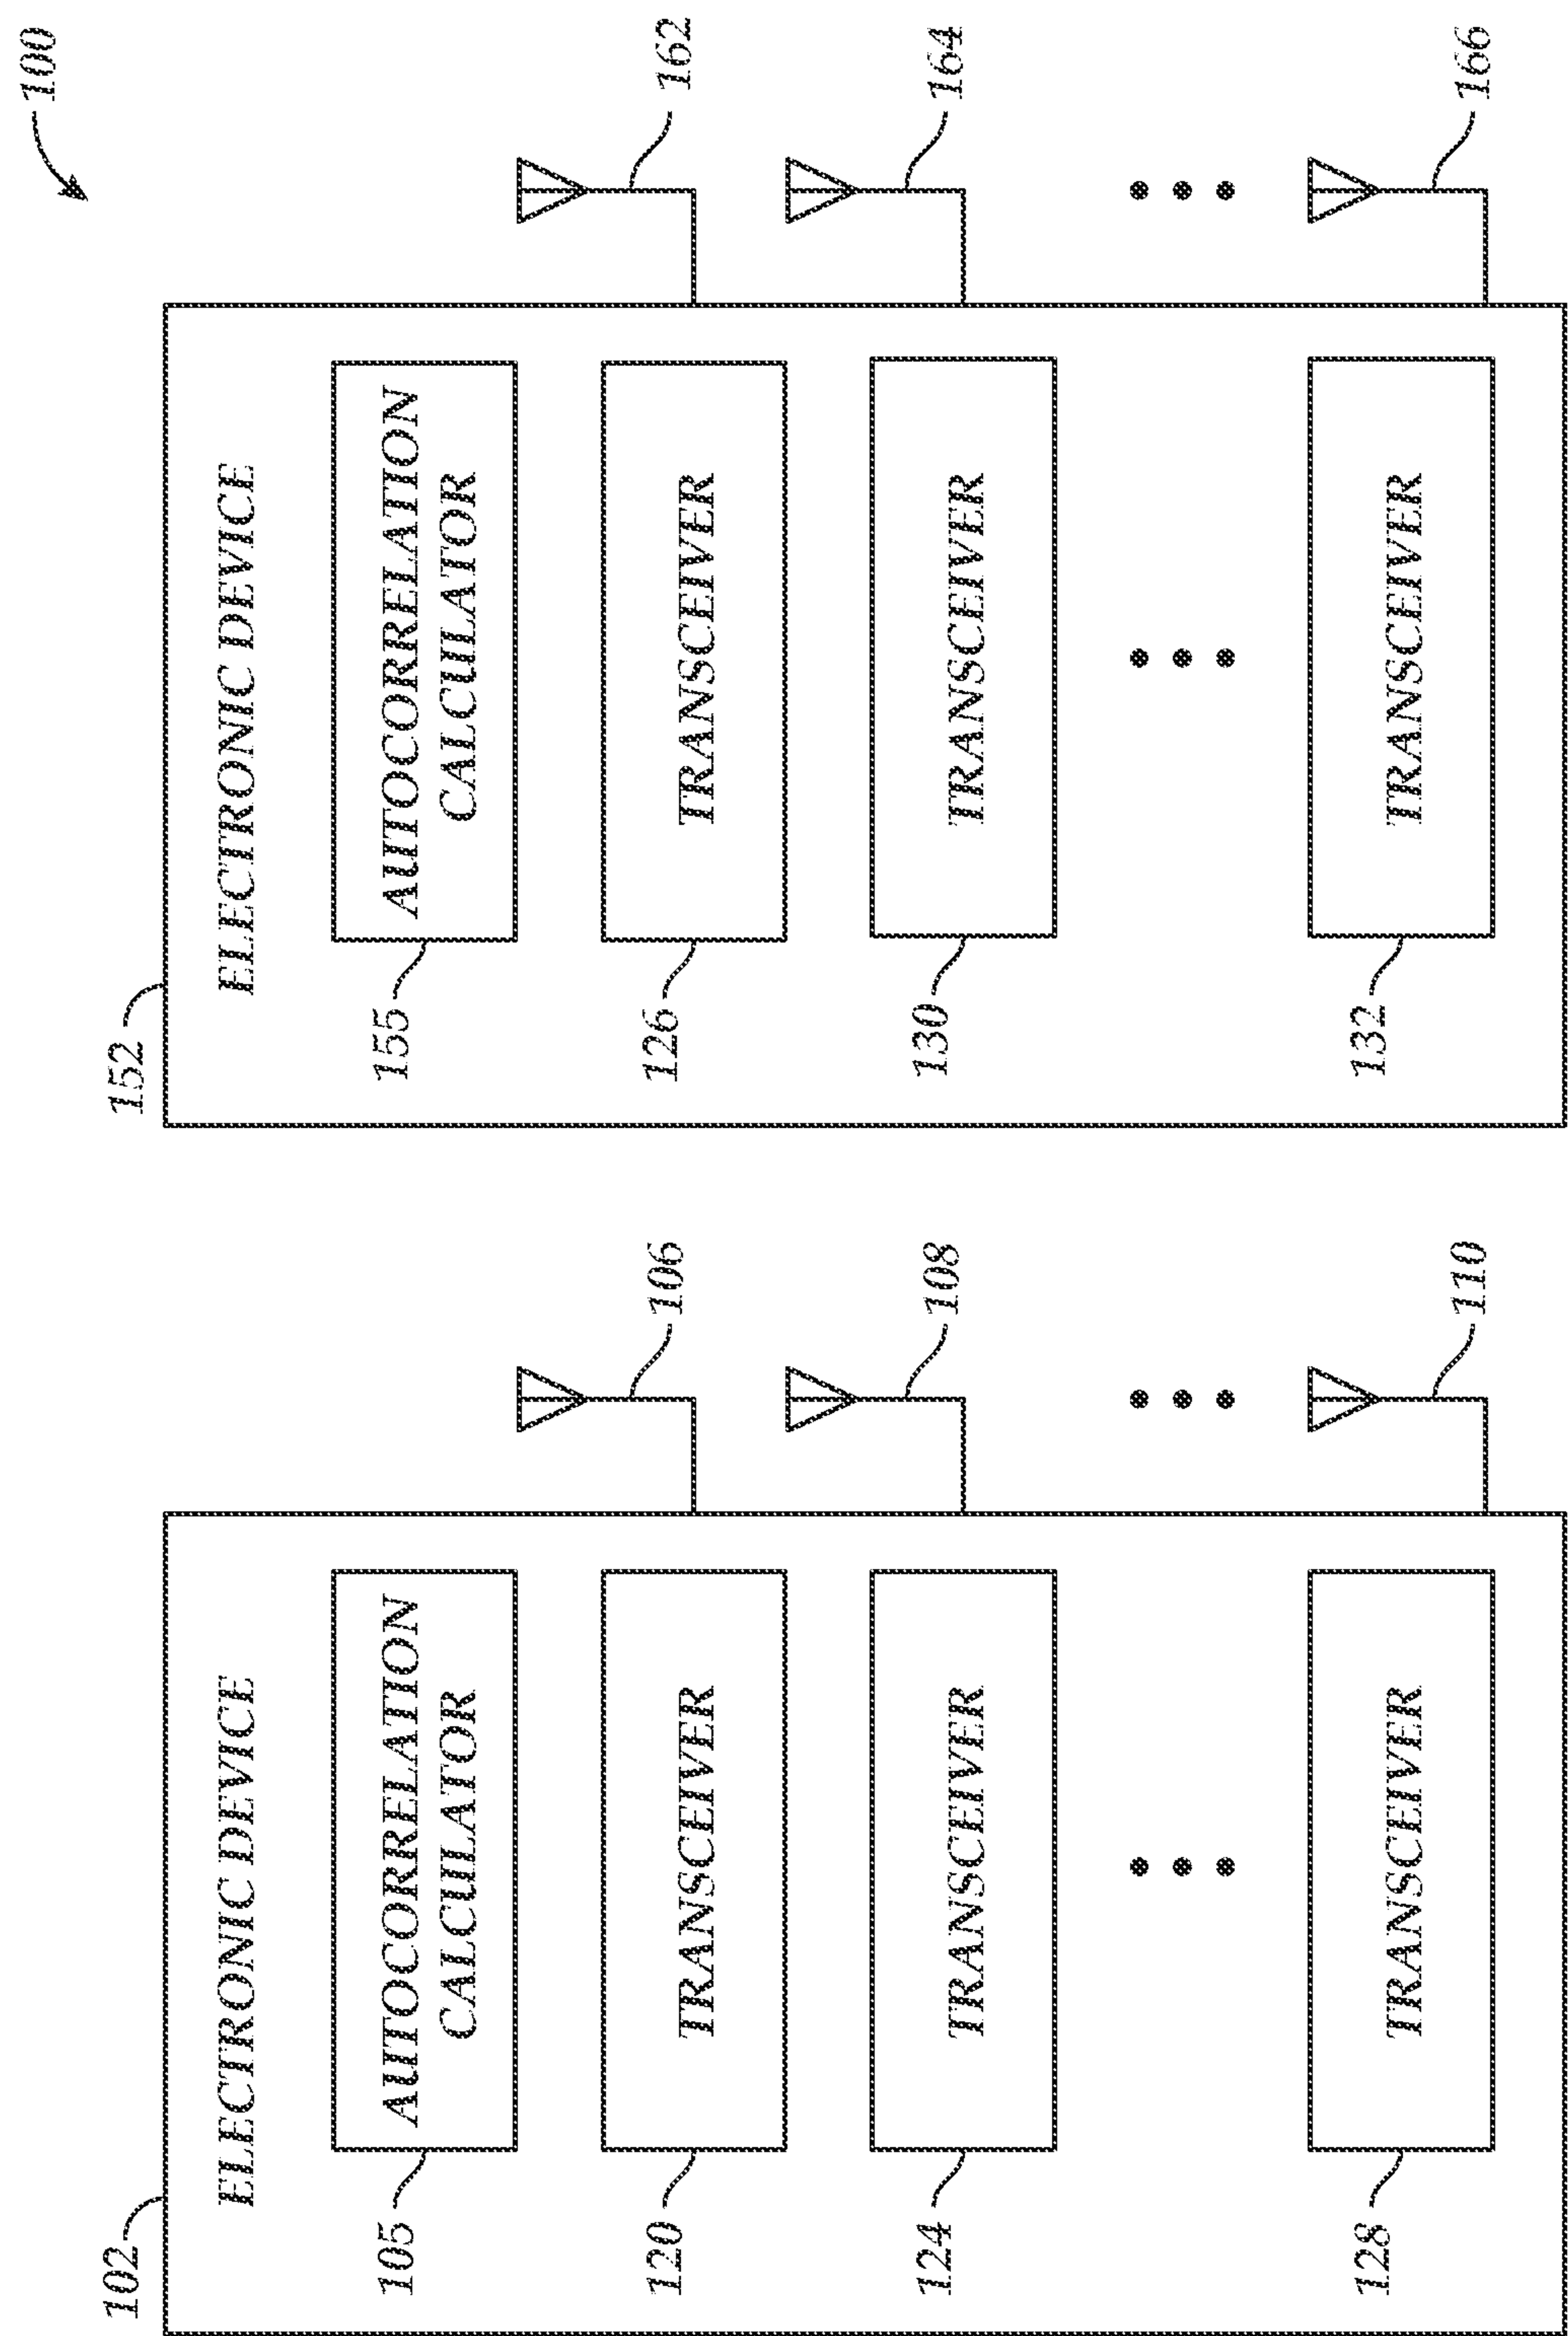 100
102
ELECTRONIC DEVICE
105
AUTOCORRELATION
CALCULATOR
120
TRANSCEIVER
106
124
TRANSCEIVER
108
128
TRANSCEIVER
110
152
ELECTRONIC DEVICE
155
AUTOCORRELATION
CALCULATOR
126
TRANSCEIVER
162
130
TRANSCEIVER
164
132
TRANSCEIVER
166